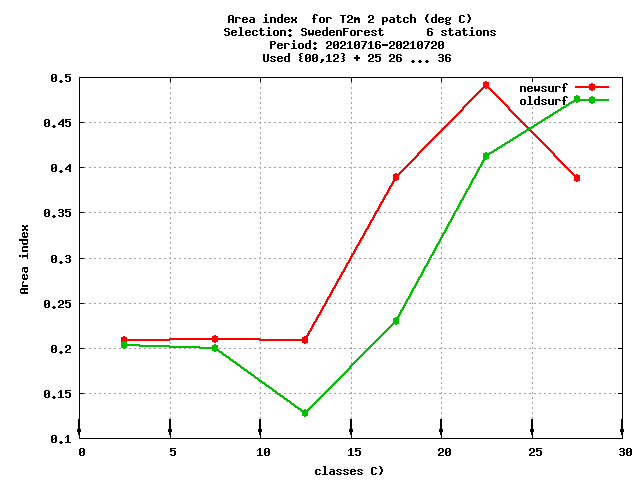 Area index  for T2m 2 patch (deg C)
Selection: SwedenForest      6 stations
Period: 20210716-20210720
Used {00,12} + 25 26 ... 36
newsurf
oldsurf
0.5
0.45
0.4
0.35
0.3
0.25
0.2
0.15
0.1
Area index
0 5 10 15 20 25 30
classes C)